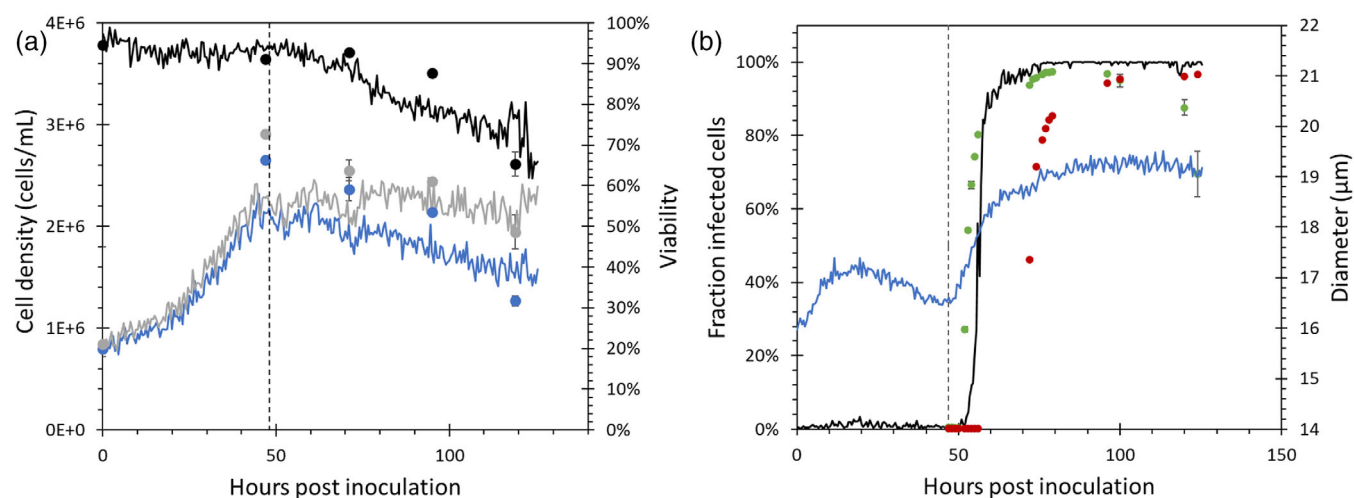 (a)
4E+6
3E+6
2E+6
1E+6
0E+0
Cell density (cells/mL)
100%
90%
80%
70%
60%
50%
40%
30%
20%
10%
0%
Viability
0
50
100
Hours post inoculation
(b)
100%
80%
60%
40%
20%
0%
Fraction infected cells
22
21
20
19
18
17
16
15
14
Diameter (µm)
0
50
100
150
Hours post inoculation